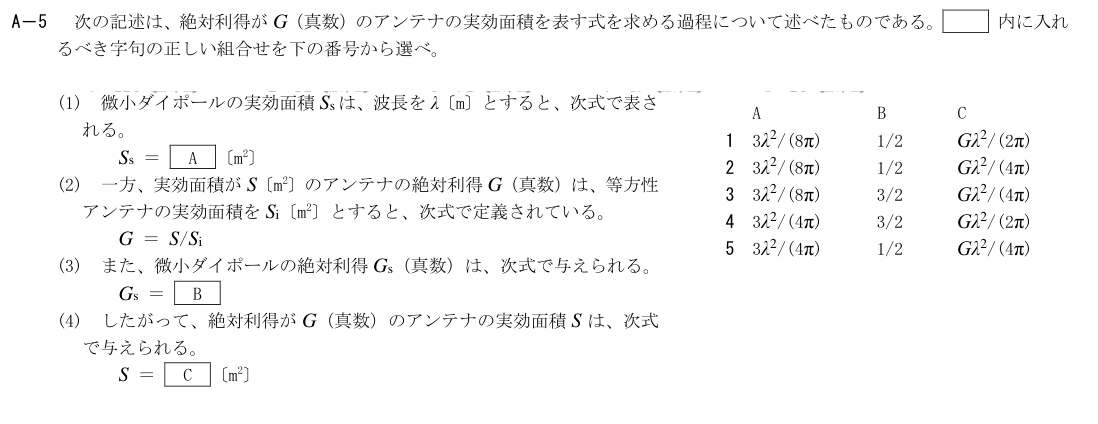 A－5 次の記述は、絶対利得が G（真数）のアンテナの実効面積を表す式を求める過程について述べたものである。 内に入れ
るべき字句の正しい組合せを下の番号から選べ。
(1) 微小ダイポールの実効面積 Ssは、波長をλ〔m〕とすると、次式で表さ
れる。
Ss ＝ A 〔m²〕
(2) 一方、実効面積が S〔m²〕のアンテナの絶対利得 G（真数）は、等方性
アンテナの実効面積を Si〔m²〕とすると、次式で定義されている。
G ＝ S/Si
(3) また、微小ダイポールの絶対利得 Gs（真数）は、次式で与えられる。
Gs ＝ B
(4) したがって、絶対利得が G（真数）のアンテナの実効面積 S は、次式
で与えられる。
S ＝ C 〔m²〕
A B C
1 3λ²/(8π) 1/2 Gλ²/(2π)
2 3λ²/(8π) 1/2 Gλ²/(4π)
3 3λ²/(8π) 3/2 Gλ²/(4π)
4 3λ²/(4π) 3/2 Gλ²/(2π)
5 3λ²/(4π) 1/2 Gλ²/(4π)